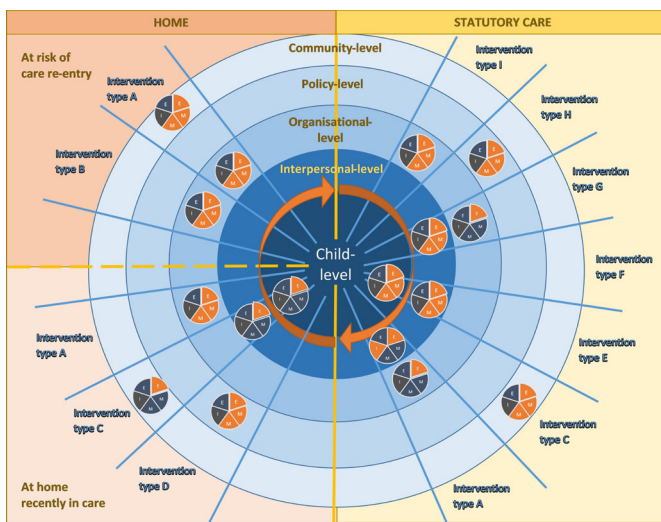 HOME
STATUTORY CARE
At risk of
care re-entry
Community-level
Policy-level
Organisational-level
Interpersonal-level
Child-
level
Intervention
type A
Intervention
type B
Intervention
type A
Intervention
type C
Intervention
type D
At home
recently in care
Intervention
type I
Intervention
type H
Intervention
type G
Intervention
type F
Intervention
type E
Intervention
type C
Intervention
type A